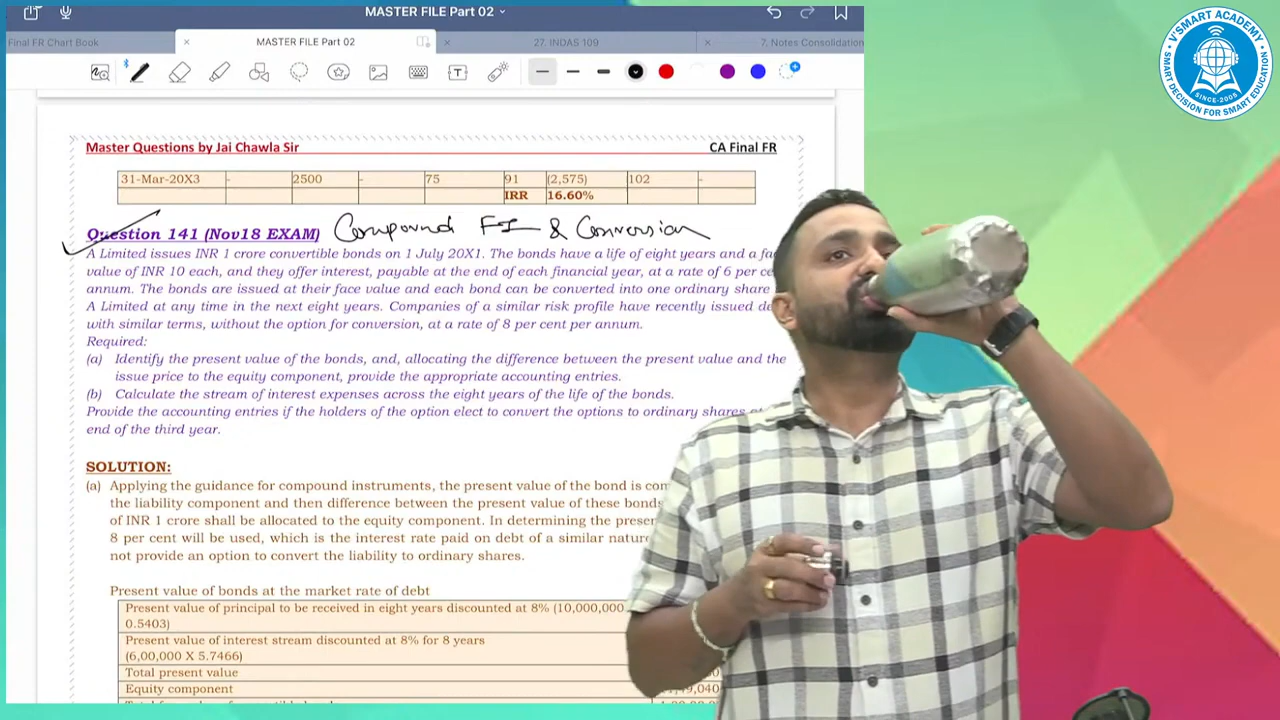 MASTER FILE Part 02
Final FR Chart Book
MASTER FILE Part 02
27. INDAS 109
7. Notes Consolidation
V'SMART ACADEMY
SINCE-2005
SMART DECISION FOR SMART EDUCATION
Master Questions by Jai Chawla Sir CA Final FR
31-Mar-20X3 - 2500 - 75 91 (2,575) 102 -
IRR 16.60%
Question 141 (Nov18 EXAM) Compound FI & Conversion
A Limited issues INR 1 crore convertible bonds on 1 July 20X1. The bonds have a life of eight years and a
value of INR 10 each, and they offer interest, payable at the end of each financial year, at a rate of 6 per
annum. The bonds are issued at their face value and each bond can be converted into one ordinary share
A Limited at any time in the next eight years. Companies of a similar risk profile have recently issued
with similar terms, without the option for conversion, at a rate of 8 per cent per annum.
Required:
(a) Identify the present value of the bonds, and, allocating the difference between the present value and the
issue price to the equity component, provide the appropriate accounting entries.
(b) Calculate the stream of interest expenses across the eight years of the life of the bonds.
Provide the accounting entries if the holders of the option elect to convert the options to ordinary shares
end of the third year.
SOLUTION:
(a) Applying the guidance for compound instruments, the present value of the bond is
the liability component and then difference between the present value of these bonds
of INR 1 crore shall be allocated to the equity component. In determining the
8 per cent will be used, which is the interest rate paid on debt of a similar
not provide an option to convert the liability to ordinary shares.
Present value of bonds at the market rate of debt
Present value of principal to be received in eight years discounted at 8% (10,000,000
0.5403)
Present value of interest stream discounted at 8% for 8 years
(6,00,000 X 5.7466)
Total present value
Equity component